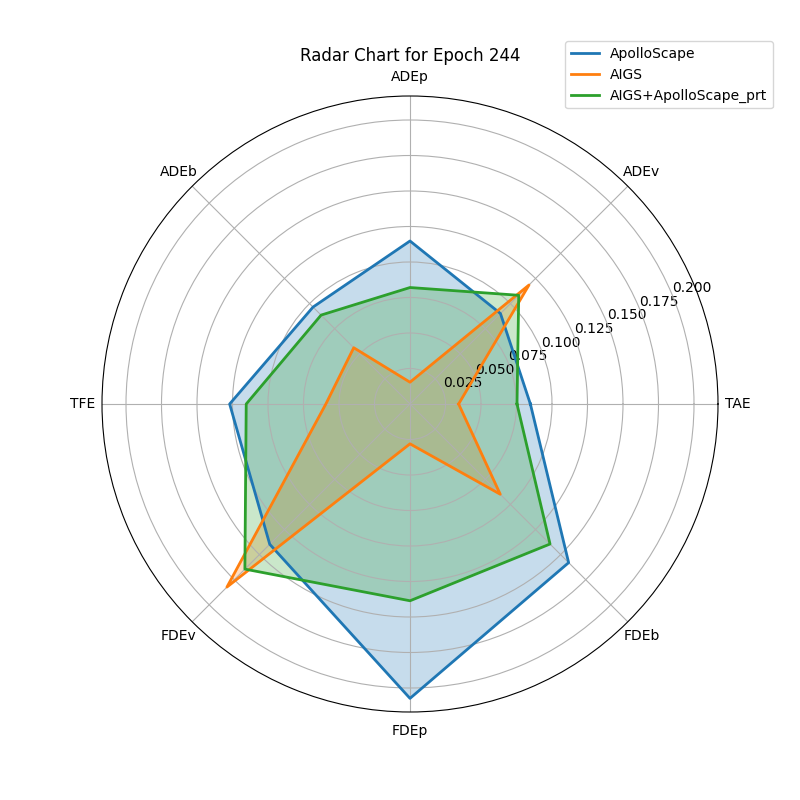 Radar Chart for Epoch 244
ApolloScape
AIGS
AIGS+ApolloScape_prt
ADEp
ADEb
ADEv
0.200
0.175
0.150
0.125
0.100
0.075
0.050
0.025
TFE
TAE
FDEv
FDEb
FDEp